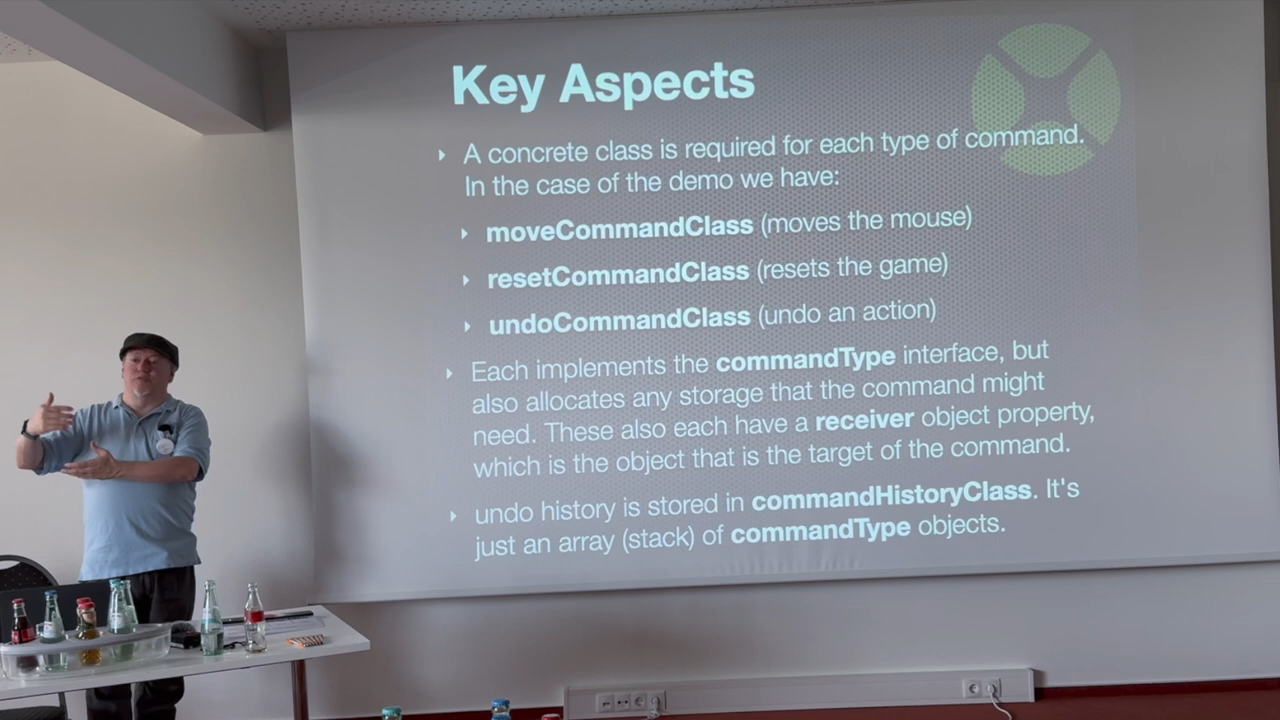 Key Aspects
A concrete class is required for each type of command.
In the case of the demo we have:
moveCommandClass (moves the mouse)
resetCommandClass (resets the game)
undoCommandClass (undo an action)
Each implements the commandType interface, but
also allocates any storage that the command might
need. These also each have a receiver object property,
which is the object that is the target of the command.
undo history is stored in commandHistoryClass. It's
just an array (stack) of commandType objects.